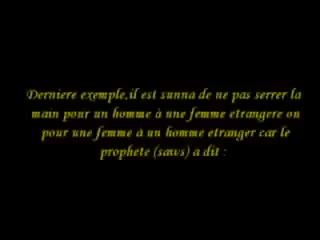 Derniere exemple,il est sunna de ne pas serrer la
main pour un homme à une femme etrangere ou
pour une femme à un homme etranger car le
prophete (saws) a dit :